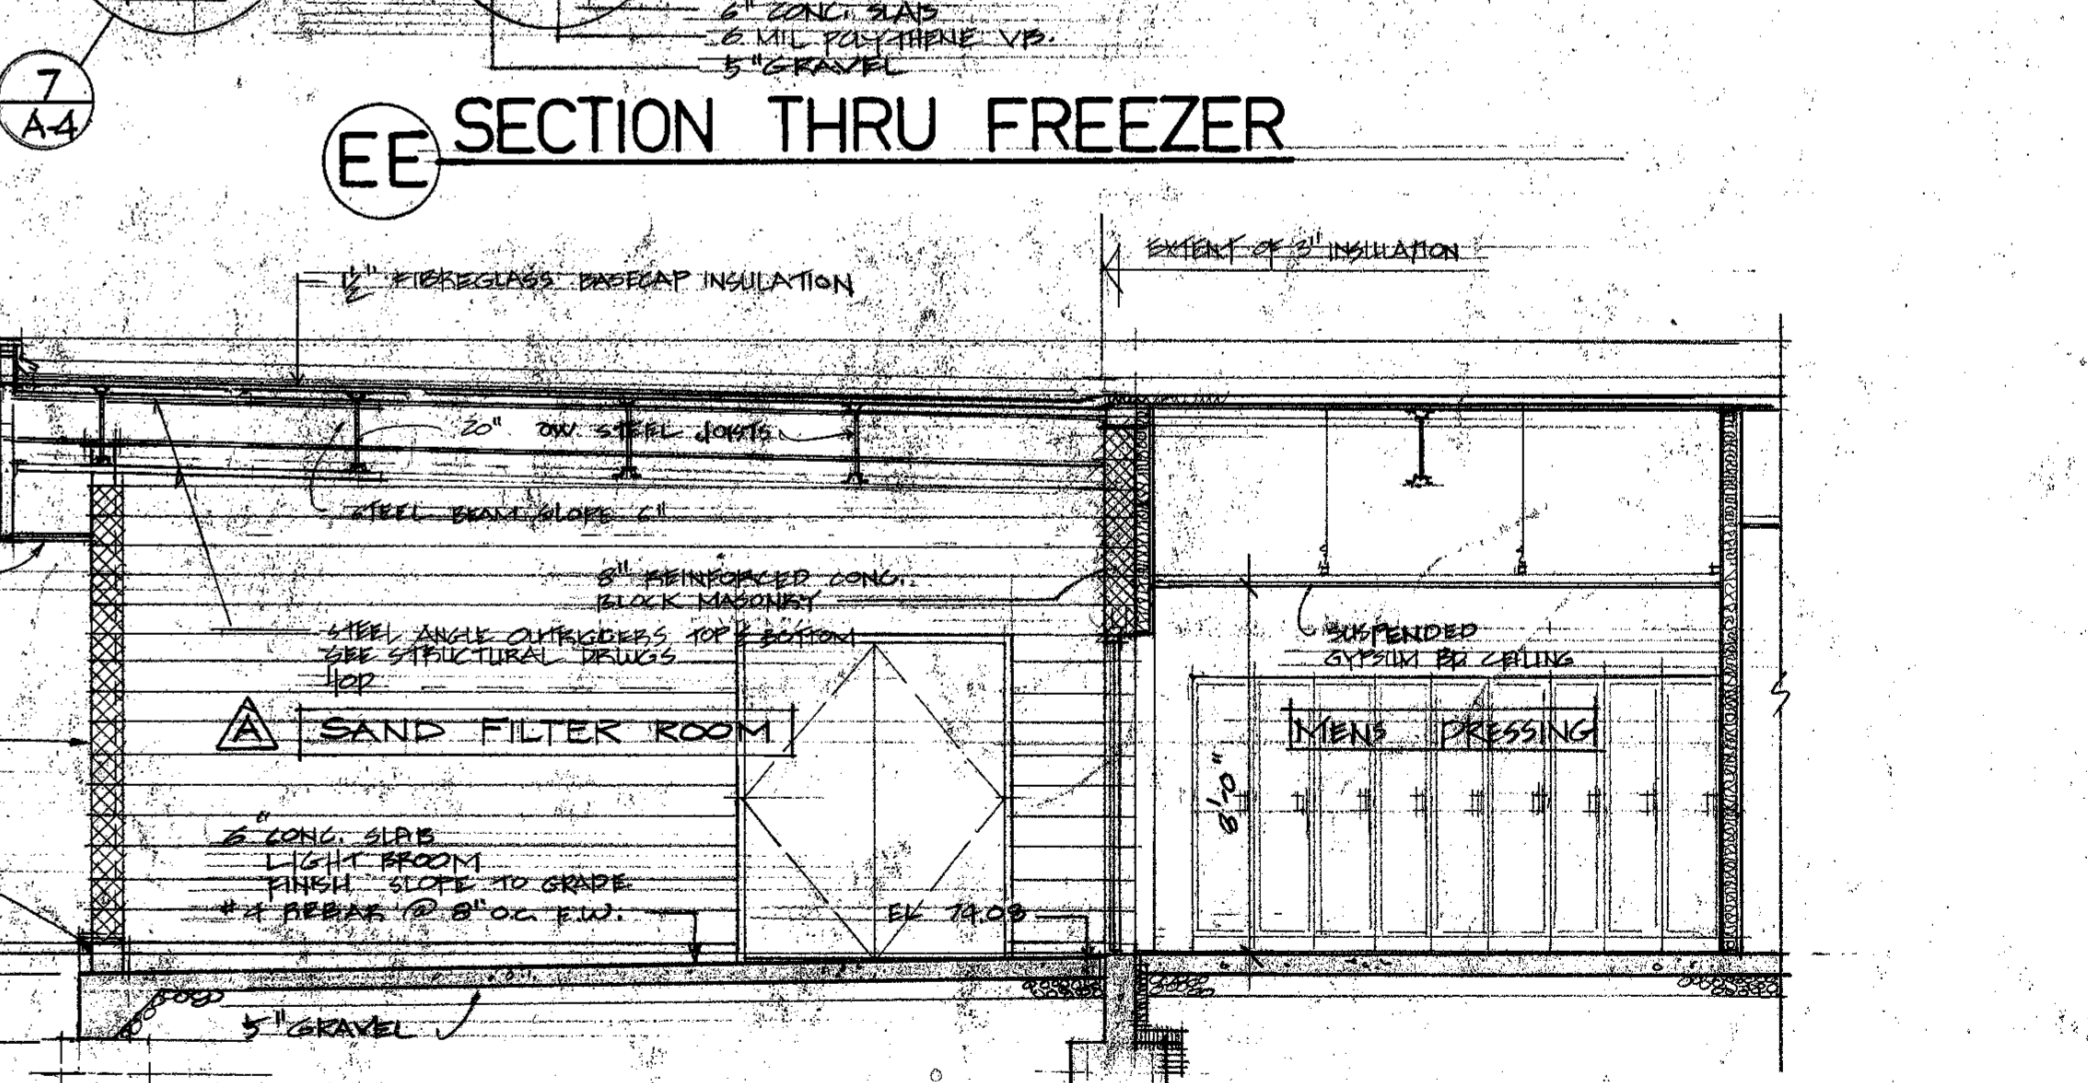 6" CONC. SLAB
6 MIL POLYTHENE V.B.
5" GRAVEL
7
A-4
EE SECTION THRU FREEZER
EXTENT OF 3" INSULATION
1½" FIBREGLASS BASECAP INSULATION
20" O.W. STEEL JOISTS
STEEL BEAM SLOPE 6"
8" REINFORCED CONC.
BLOCK MASONRY
STEEL ANGLE OUTRIGGERS TOP & BOTTOM
SEE STRUCTURAL DRWGS
SUSPENDED
GYPSUM BD CEILING
A SAND FILTER ROOM
MENS DRESSING
8'-0"
6" CONC. SLAB
LIGHT BROOM
FINISH SLOPE TO GRADE
#4 REBAR @ 8" O.C. E.W.
EL 74.08
5" GRAVEL